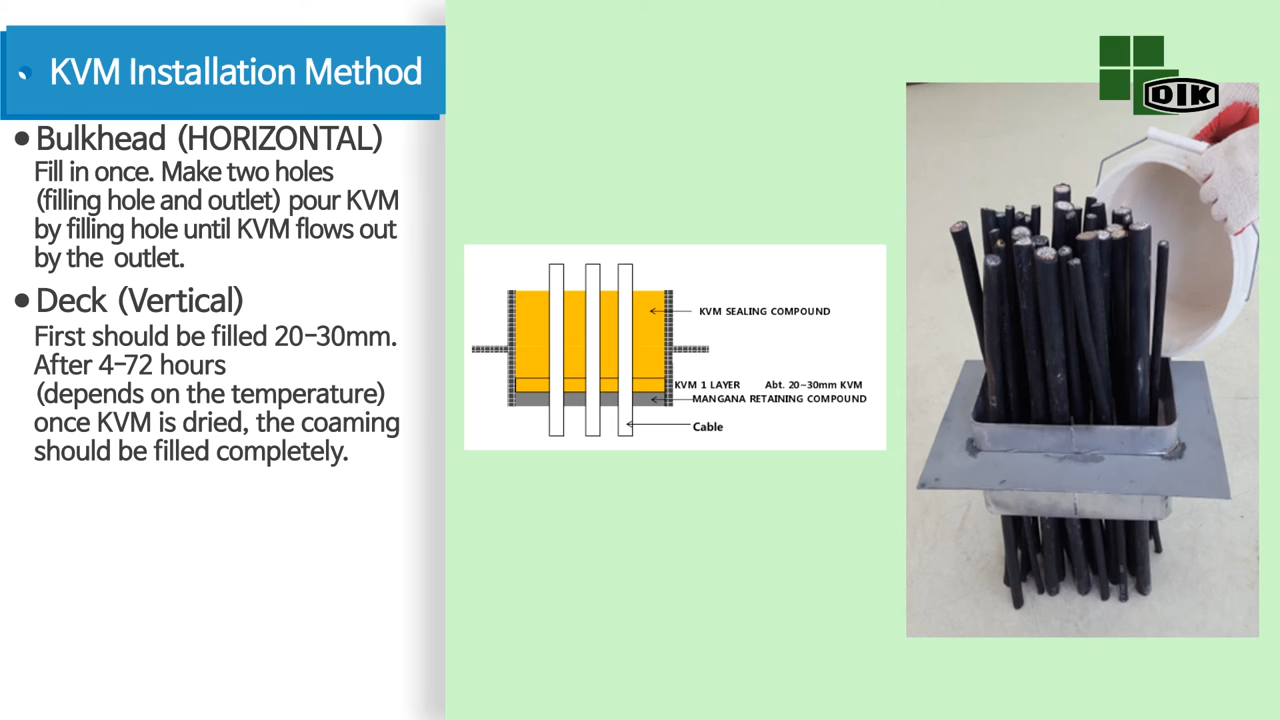 KVM Installation Method
• Bulkhead (HORIZONTAL)
Fill in once. Make two holes
(filling hole and outlet) pour KVM
by filling hole until KVM flows out
by the outlet.
• Deck (Vertical)
First should be filled 20-30mm.
After 4-72 hours
(depends on the temperature)
once KVM is dried, the coaming
should be filled completely.
KVM SEALING COMPOUND
KVM 1 LAYER Abt. 20~30mm KVM
MANGANA RETAINING COMPOUND
Cable
DIK